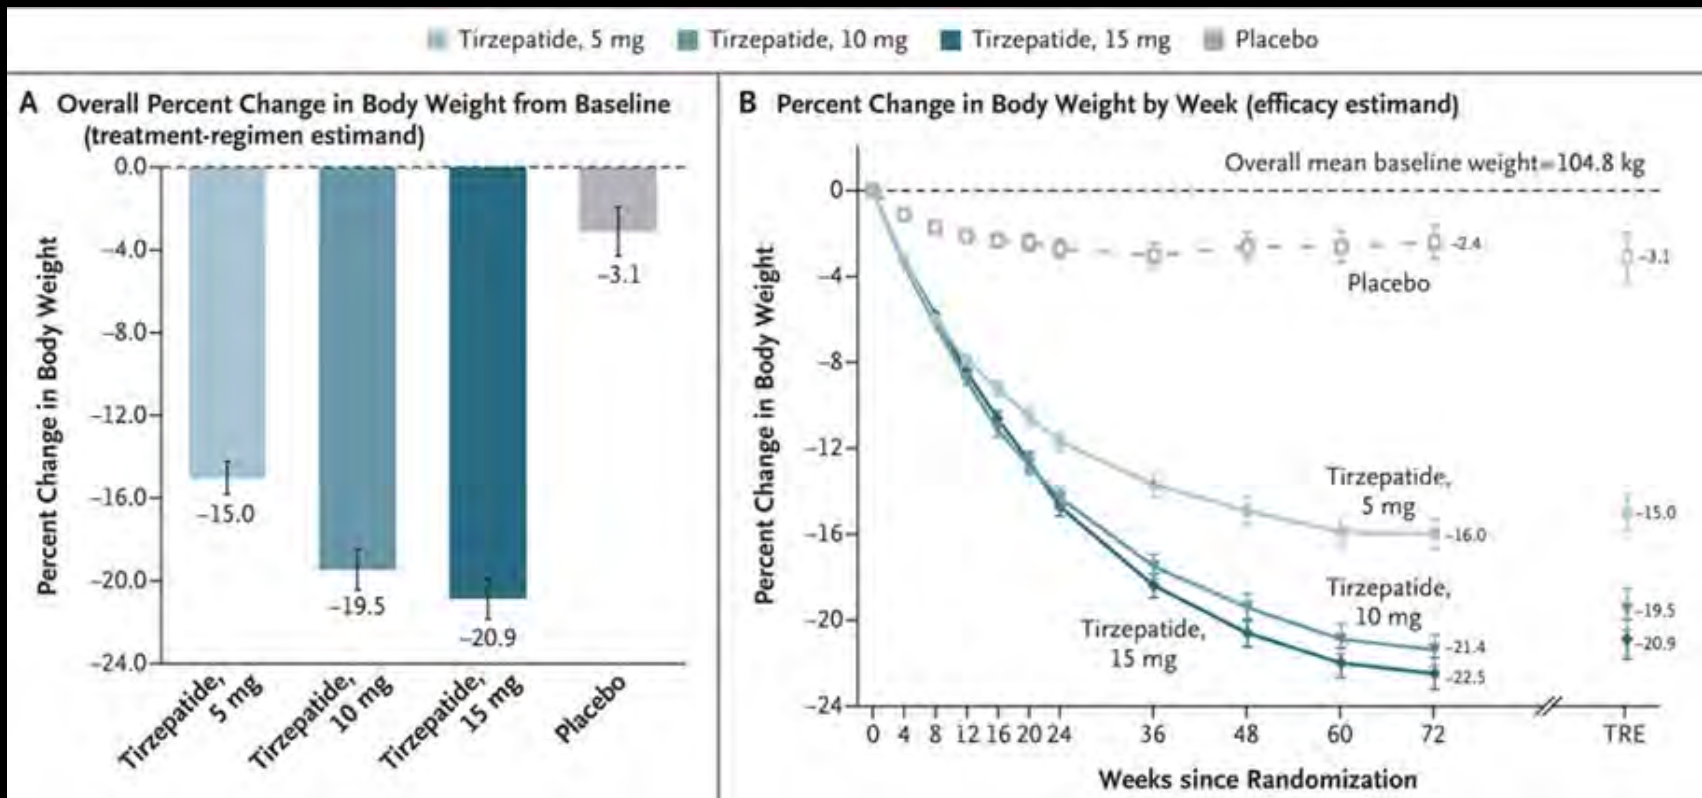 Tirzepatide, 5 mg Tirzepatide, 10 mg Tirzepatide, 15 mg Placebo
A Overall Percent Change in Body Weight from Baseline
(treatment-regimen estimand)
Percent Change in Body Weight
0.0
–4.0
–8.0
–12.0
–16.0
–20.0
–24.0
–15.0
–19.5
–20.9
–3.1
Tirzepatide,
5 mg
Tirzepatide,
10 mg
Tirzepatide,
15 mg
Placebo
B Percent Change in Body Weight by Week (efficacy estimand)
Overall mean baseline weight=104.8 kg
Percent Change in Body Weight
0
–4
–8
–12
–16
–20
–24
–2.4
–3.1
Placebo
Tirzepatide,
5 mg
–16.0
–15.0
Tirzepatide,
10 mg
–21.4
–19.5
Tirzepatide,
15 mg
–22.5
–20.9
0 4 8 12 16 20 24 36 48 60 72 TRE
Weeks since Randomization